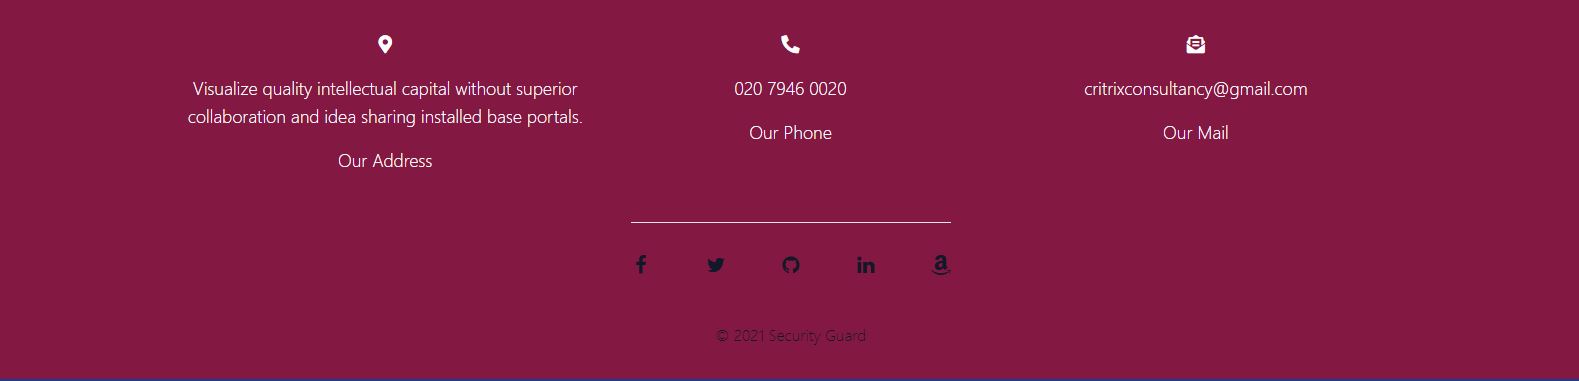 Visualize quality intellectual capital without superior
collaboration and idea sharing installed base portals.
Our Address
020 7946 0020
Our Phone
critrixconsultancy@gmail.com
Our Mail
© 2021 Security Guard